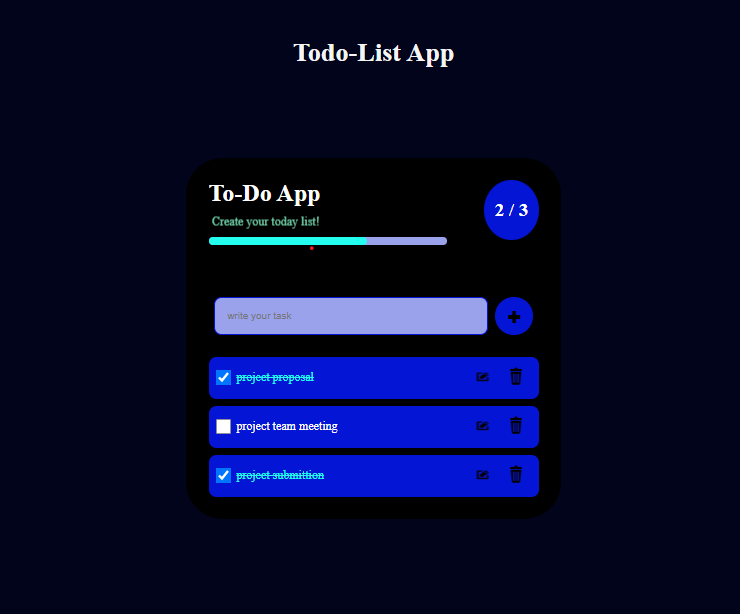 Todo-List App
To-Do App
Create your today list!
2 / 3
write your task
project proposal
project team meeting
project submittion